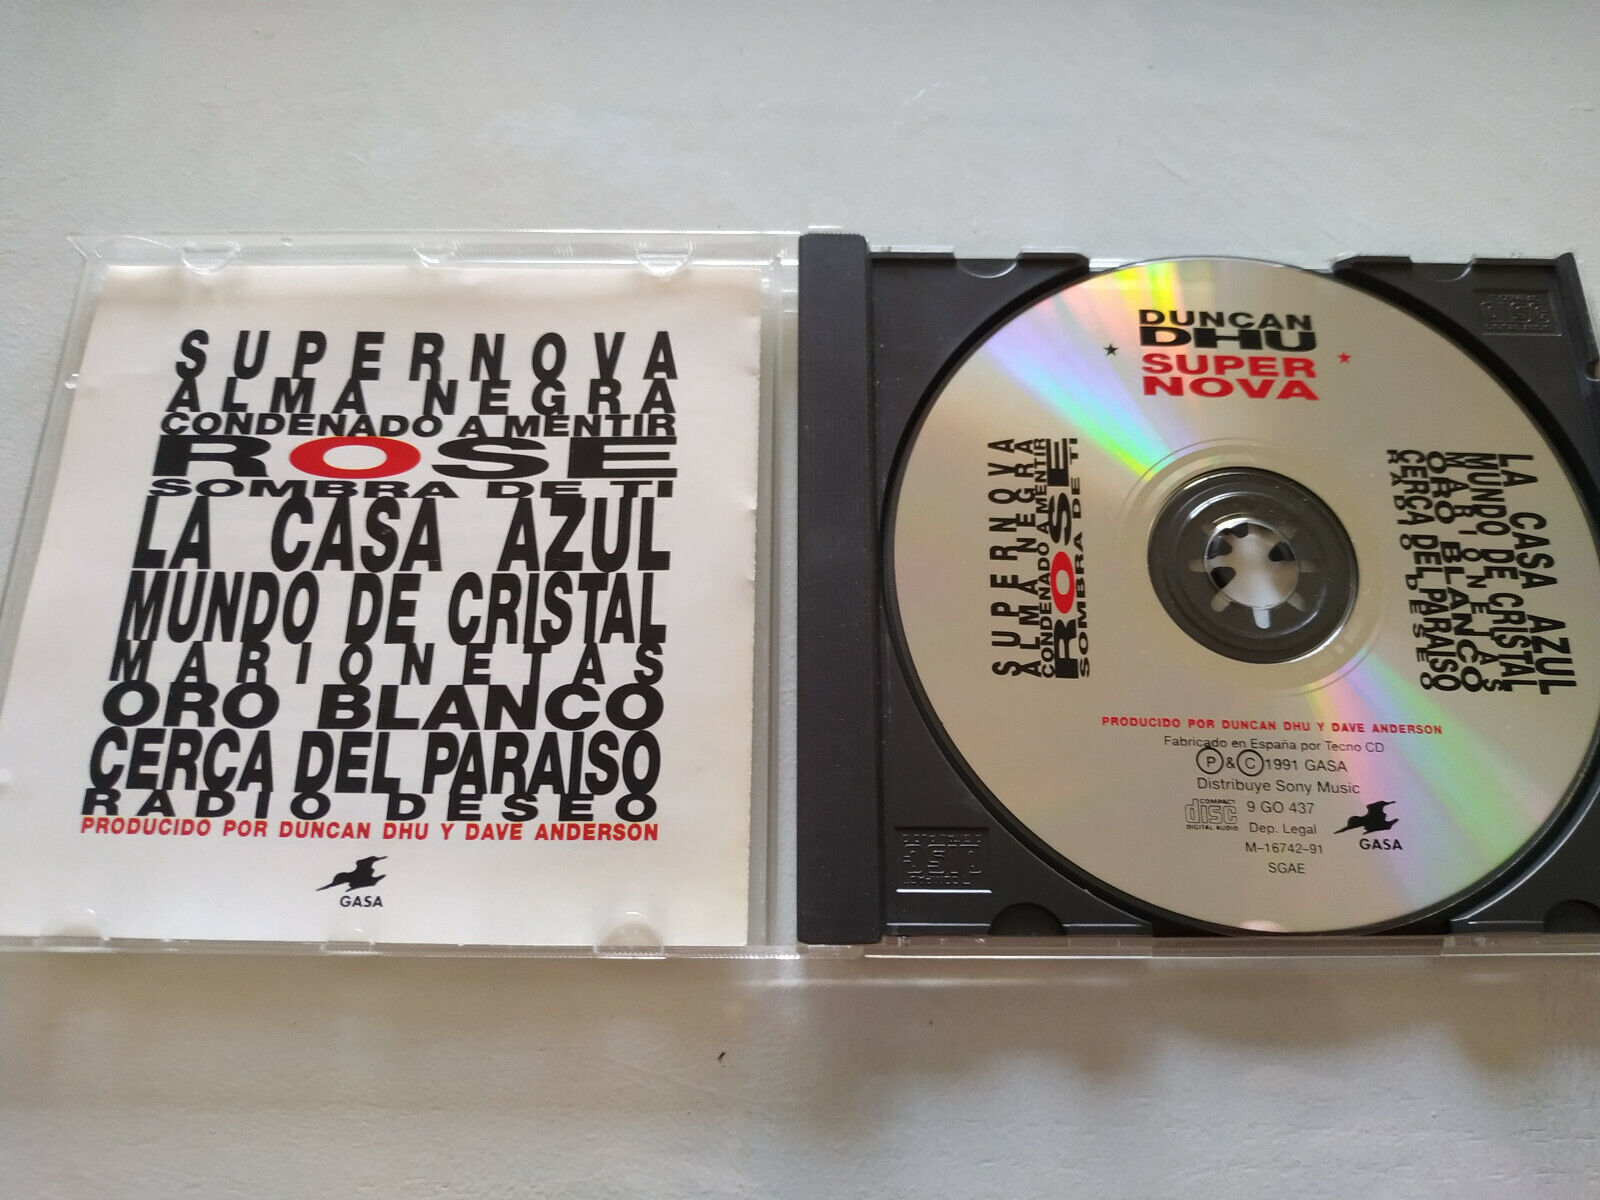 SUPERNOVA
ALMA NEGRA
CONDENADO A MENTIR
ROSE
SOMBRA DE TI
LA CASA AZUL
MUNDO DE CRISTAL
MARIONETAS
ORO BLANCO
CERCA DEL PARAISO
RADIO DESEO
PRODUCIDO POR DUNCAN DHU Y DAVE ANDERSON
GASA
DUNCAN
DHU
SUPER
NOVA
SUPERNOVA
ALMA NEGRA
CONDENADO A MENTIR
ROSE
SOMBRA DE TI
LA CASA AZUL
MUNDO DE CRISTAL
MARIONETAS
ORO BLANCO
CERCA DEL PARAISO
RADIO DESEO
PRODUCIDO POR DUNCAN DHU Y DAVE ANDERSON
Fabricado en España por Tecno CD
P & C 1991 GASA
Distribuye Sony Music
COMPACT
disc
DIGITAL AUDIO
9 GO 437
Dep. Legal
M-16742-91
SGAE
GASA